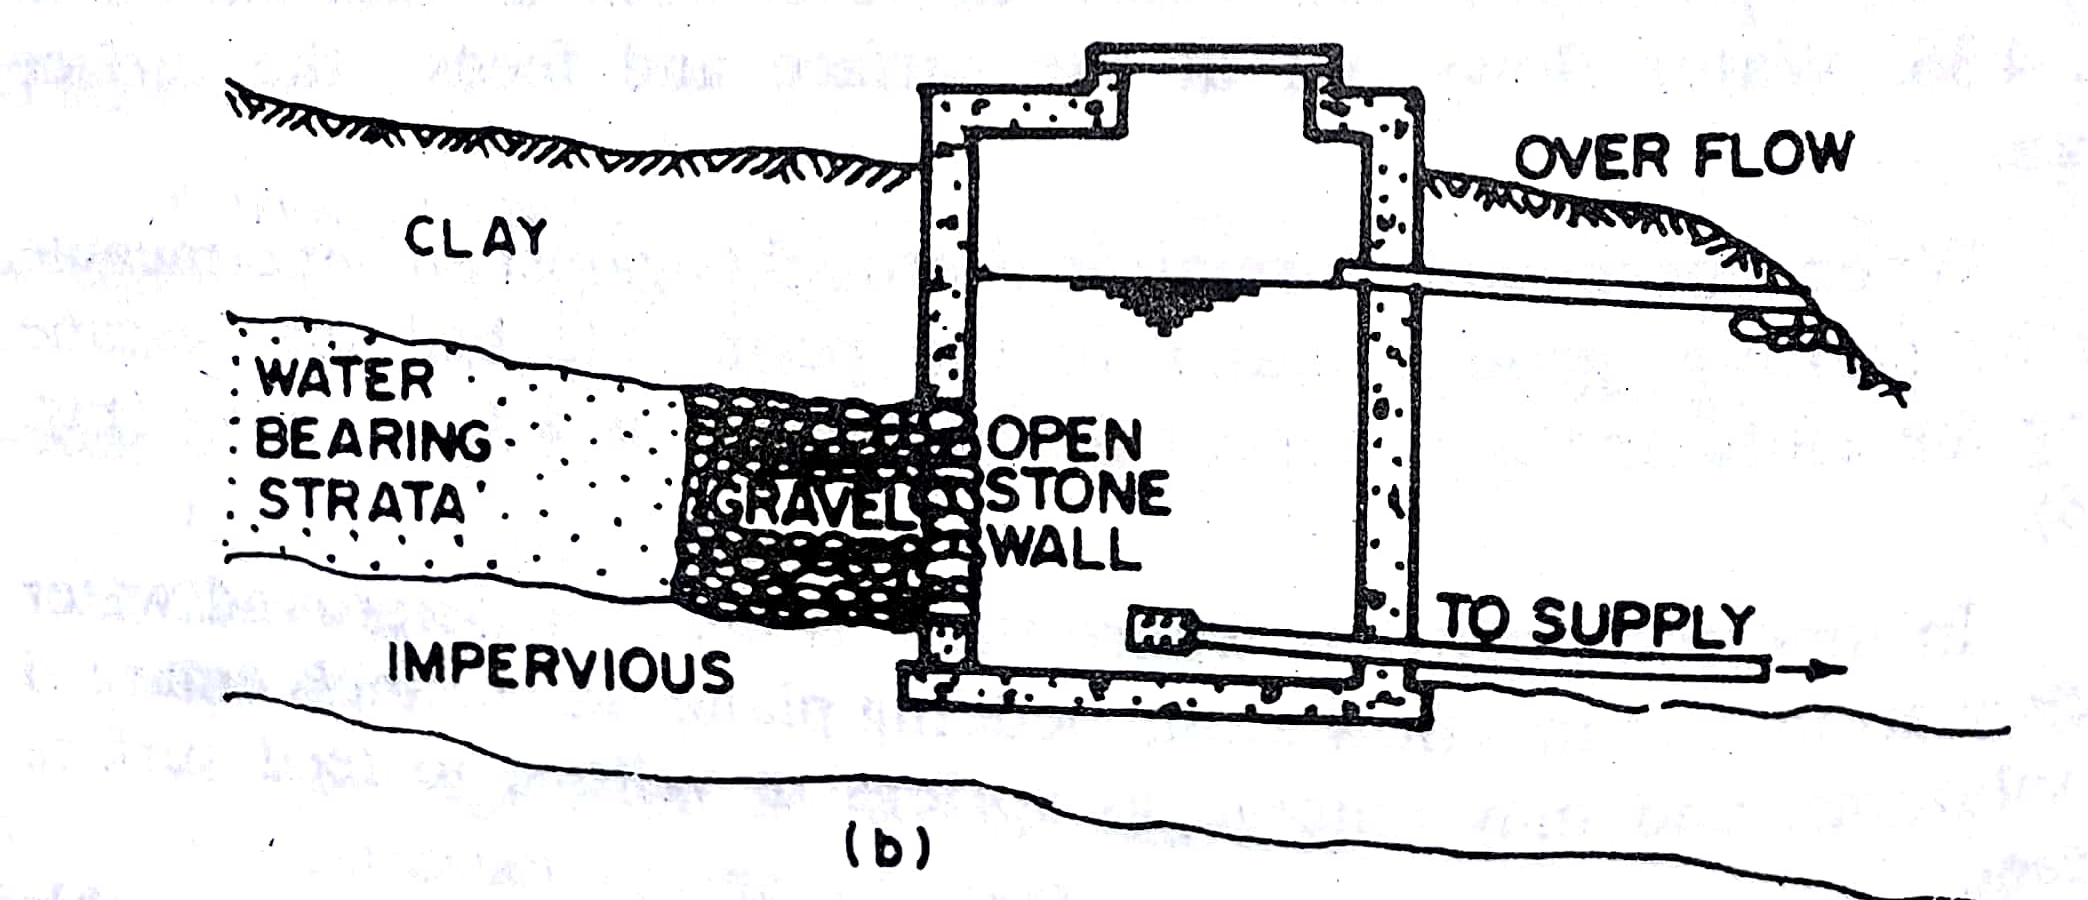 OVER FLOW
CLAY
WATER
BEARING
STRATA
GRAVEL
OPEN
STONE
WALL
TO SUPPLY
IMPERVIOUS
(b)